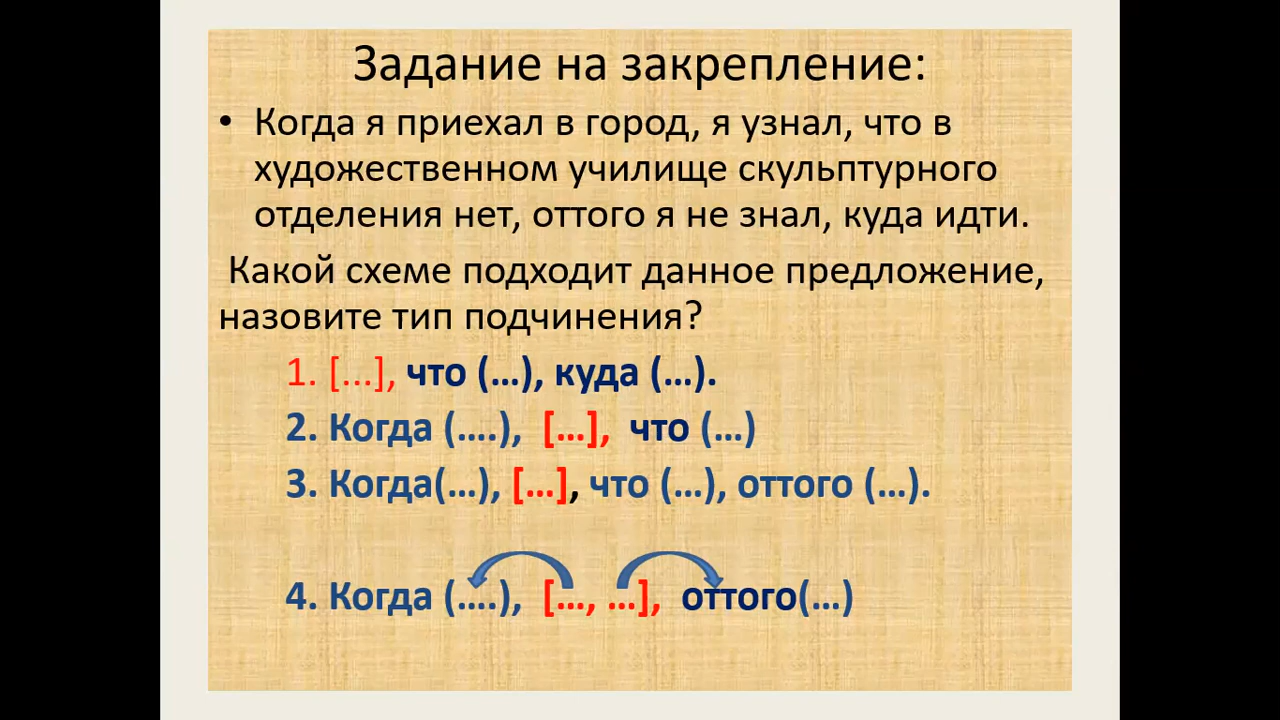 Задание на закрепление:
• Когда я приехал в город, я узнал, что в
художественном училище скульптурного
отделения нет, оттого я не знал, куда идти.
Какой схеме подходит данное предложение,
назовите тип подчинения?
1. [...], что (...), куда (...).
2. Когда (....), [...], что (...)
3. Когда(...), [...], что (...), оттого (...).
4. Когда (....), [..., ...], оттого(...)